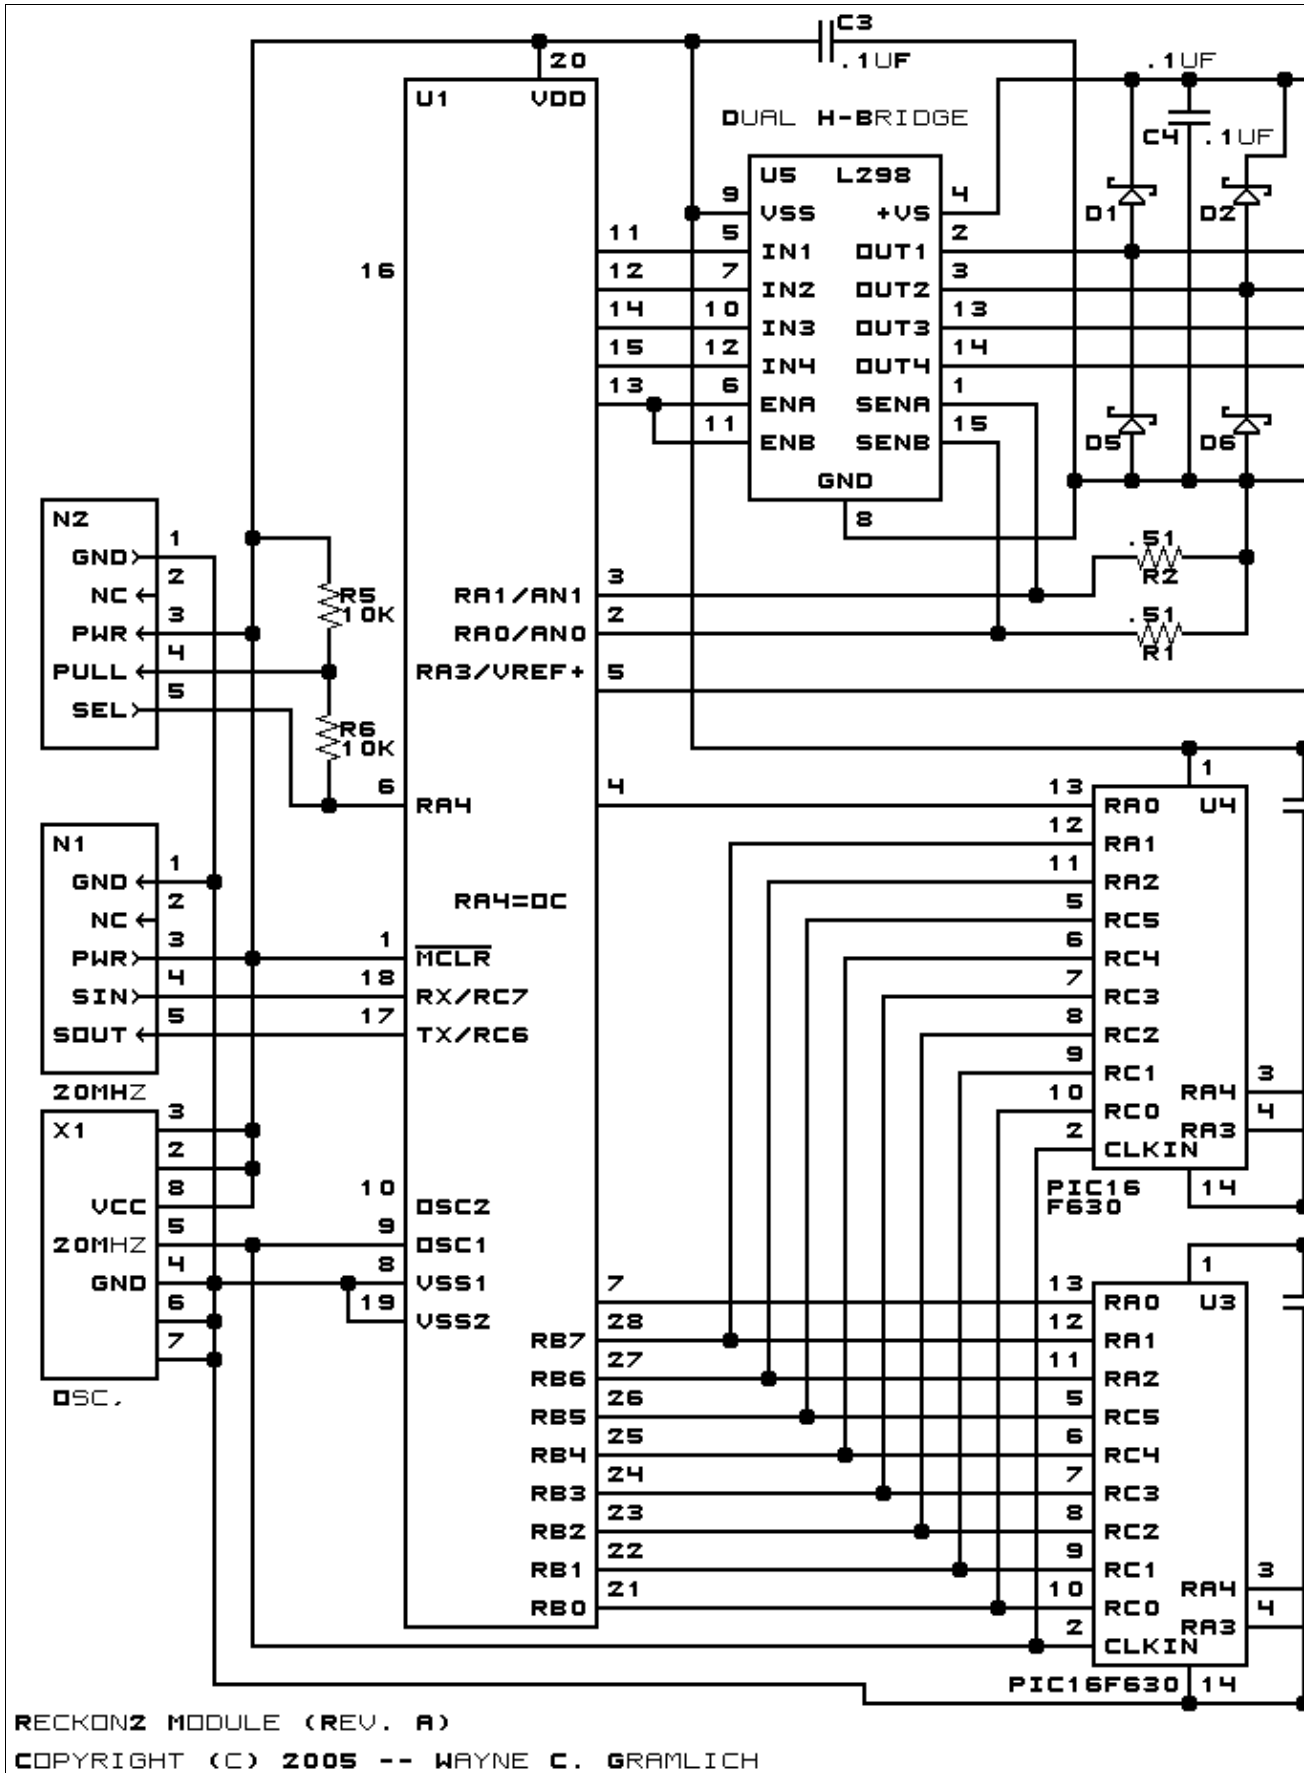 C3
.1UF
20
.1UF
U1
VDD
DUAL H-BRIDGE
C4
.1UF
U5 L298
9
VSS
+VS
4
D1
D2
11
5
IN1
OUT1
2
16
12
7
IN2
OUT2
3
14
10
IN3
OUT3
13
15
12
IN4
OUT4
14
13
6
ENA
SENA
1
11
ENB
SENB
15
D5
D6
GND
8
N2
GND
1
NC
2
PWR
3
PULL
4
SEL
5
R5
10K
R6
10K
.51
R2
RA1/AN1
3
.51
R1
RA0/AN0
2
RA3/VREF+
5
6
RA4
4
13
RA0
U4
1
12
RA1
11
RA2
5
RC5
6
RC4
7
RC3
8
RC2
9
RC1
10
RC0
2
CLKIN
RA4
3
RA3
4
PIC16
F630
14
N1
GND
1
NC
2
PWR
3
SIN
4
SOUT
5
RA4=OC
1
MCLR
18
RX/RC7
17
TX/RC6
20MHZ
X1
3
2
VCC
8
20MHZ
5
GND
4
6
7
OSC.
10
OSC2
9
OSC1
8
VSS1
19
VSS2
7
RB7
28
RB6
27
RB5
26
RB4
25
RB3
24
RB2
23
RB1
22
RB0
21
13
RA0
U3
1
12
RA1
11
RA2
5
RC5
6
RC4
7
RC3
8
RC2
9
RC1
10
RC0
2
CLKIN
RA4
3
RA3
4
PIC16F630
14
RECKON2 MODULE (REV. A)
COPYRIGHT (C) 2005 -- WAYNE C. GRAMLICH